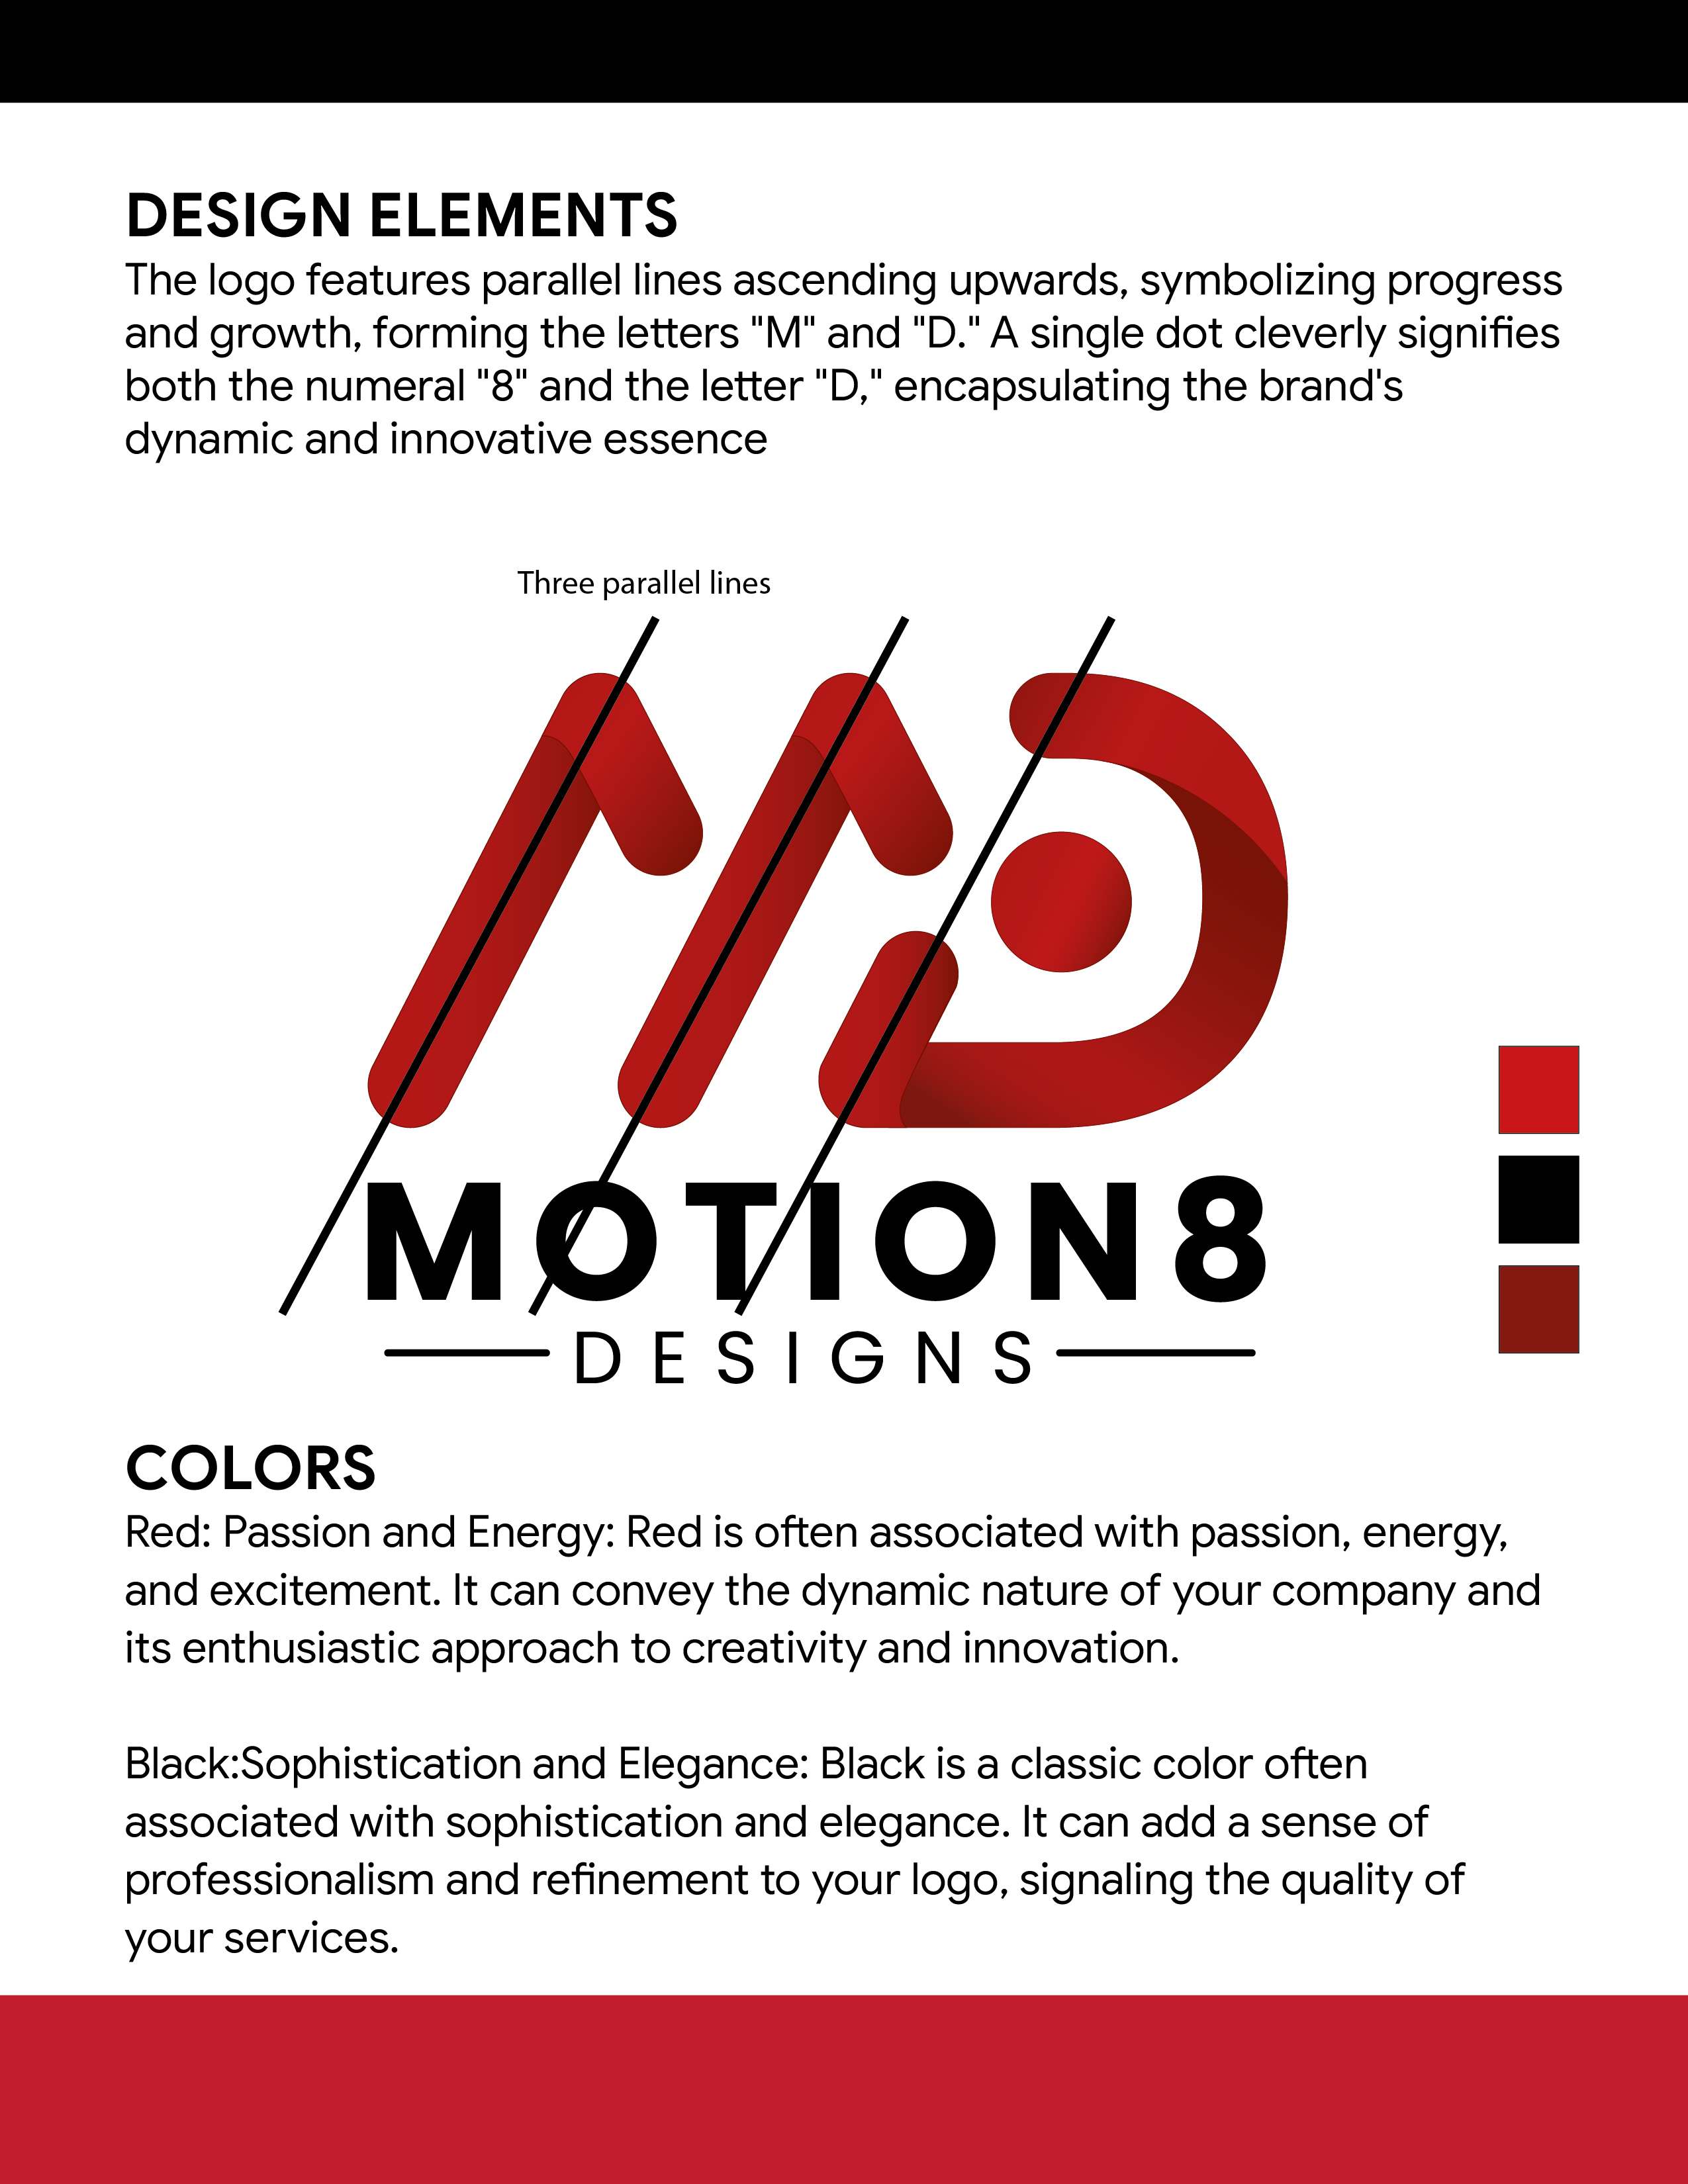 DESIGN ELEMENTS
The logo features parallel lines ascending upwards, symbolizing progress
and growth, forming the letters "M" and "D." A single dot cleverly signifies
both the numeral "8" and the letter "D," encapsulating the brand's
dynamic and innovative essence
Three parallel lines
MOTION8
DESIGNS
COLORS
Red: Passion and Energy: Red is often associated with passion, energy,
and excitement. It can convey the dynamic nature of your company and
its enthusiastic approach to creativity and innovation.
Black:Sophistication and Elegance: Black is a classic color often
associated with sophistication and elegance. It can add a sense of
professionalism and refinement to your logo, signaling the quality of
your services.